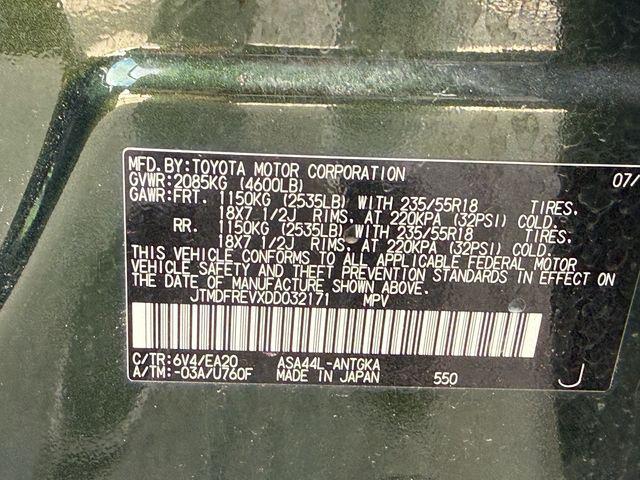 MFD. BY: TOYOTA MOTOR CORPORATION 07/
GVWR: 2085KG (4600LB)
GAWR: FRT. 1150KG (2535LB) WITH 235/55R18 TIRES,
18X7 1/2J RIMS, AT 220KPA (32PSI) COLD.
RR. 1150KG (2535LB) WITH 235/55R18 TIRES,
18X7 1/2J RIMS, AT 220KPA (32PSI) COLD.
THIS VEHICLE CONFORMS TO ALL APPLICABLE FEDERAL MOTOR
VEHICLE SAFETY AND THEFT PREVENTION STANDARDS IN EFFECT ON
THE DATE OF MANUFACTURE SHOWN ABOVE.
JTMDFREVXDD032171 MPV
C/TR: 6V4/EA20 ASA44L-ANTGKA
A/TM: -03A/U760F MADE IN JAPAN 550 J